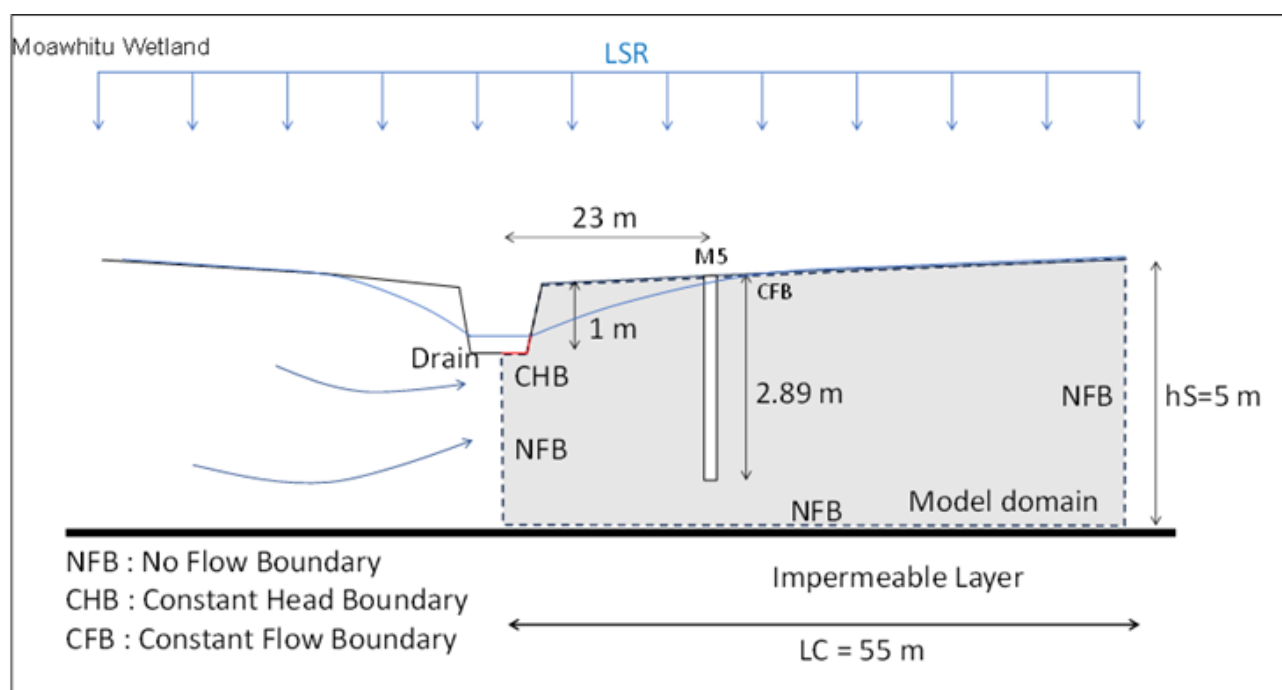 Moawhitu Wetland
LSR
23 m
M5
CFB
1 m
Drain
CHB
2.89 m
NFB
hS=5 m
NFB
Model domain
NFB
NFB : No Flow Boundary
Impermeable Layer
CHB : Constant Head Boundary
CFB : Constant Flow Boundary
LC = 55 m